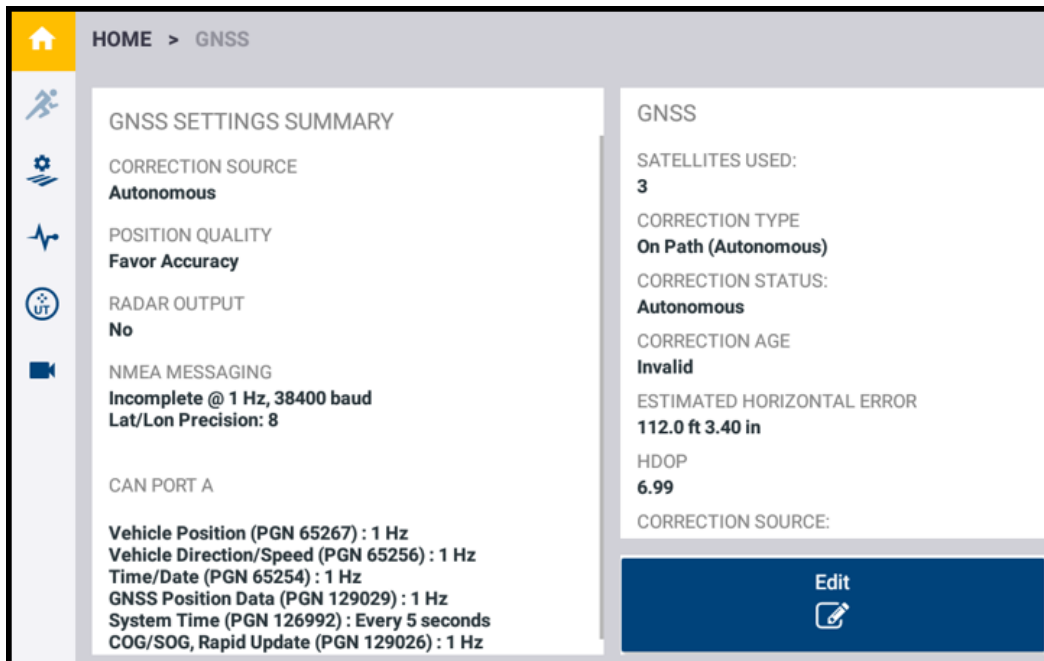 HOME > GNSS
GNSS SETTINGS SUMMARY
CORRECTION SOURCE
Autonomous
POSITION QUALITY
Favor Accuracy
RADAR OUTPUT
No
NMEA MESSAGING
Incomplete @ 1 Hz, 38400 baud
Lat/Lon Precision: 8
CAN PORT A
Vehicle Position (PGN 65267) : 1 Hz
Vehicle Direction/Speed (PGN 65256) : 1 Hz
Time/Date (PGN 65254) : 1 Hz
GNSS Position Data (PGN 129029) : 1 Hz
System Time (PGN 126992) : Every 5 seconds
COG/SOG, Rapid Update (PGN 129026) : 1 Hz
GNSS
SATELLITES USED:
3
CORRECTION TYPE
On Path (Autonomous)
CORRECTION STATUS:
Autonomous
CORRECTION AGE
Invalid
ESTIMATED HORIZONTAL ERROR
112.0 ft 3.40 in
HDOP
6.99
CORRECTION SOURCE:
Edit
UT